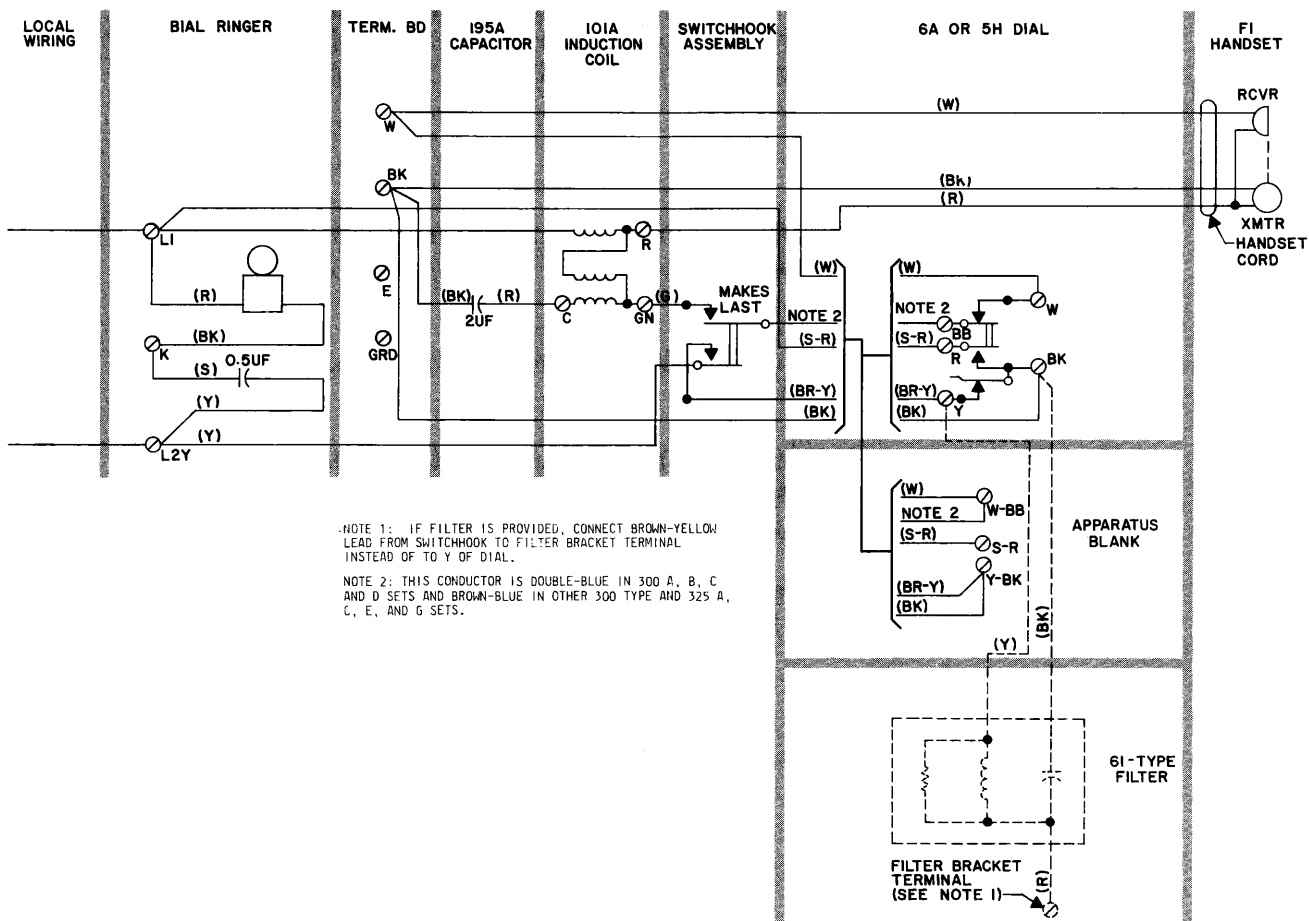 LOCAL WIRING
BIAL RINGER
TERM. BD
195A CAPACITOR
101A INDUCTION COIL
SWITCHHOOK ASSEMBLY
6A OR 5H DIAL
F1 HANDSET
W
(W)
RCVR
BK
(BK)
(R)
XMTR
HANDSET CORD
L1
R
(R)
E
(BK)
(R)
2UF
C
GN
(G)
MAKES LAST
(W)
NOTE 2
(S-R)
(BR-Y)
(BK)
(W)
W
NOTE 2
BB
(S-R)
R
BK
(BR-Y)
Y
(BK)
(BK)
K
GRD
(S)
0.5UF
(Y)
(Y)
L2Y
(W)
W-BB
NOTE 2
(S-R)
S-R
Y-BK
(BR-Y)
(BK)
APPARATUS BLANK
(Y)
(BK)
NOTE 1: IF FILTER IS PROVIDED, CONNECT BROWN-YELLOW
LEAD FROM SWITCHHOOK TO FILTER BRACKET TERMINAL
INSTEAD OF TO Y OF DIAL.
NOTE 2: THIS CONDUCTOR IS DOUBLE-BLUE IN 300 A, B, C
AND D SETS AND BROWN-BLUE IN OTHER 300 TYPE AND 325 A,
C, E, AND G SETS.
61-TYPE FILTER
FILTER BRACKET
TERMINAL
(SEE NOTE 1)
(R)